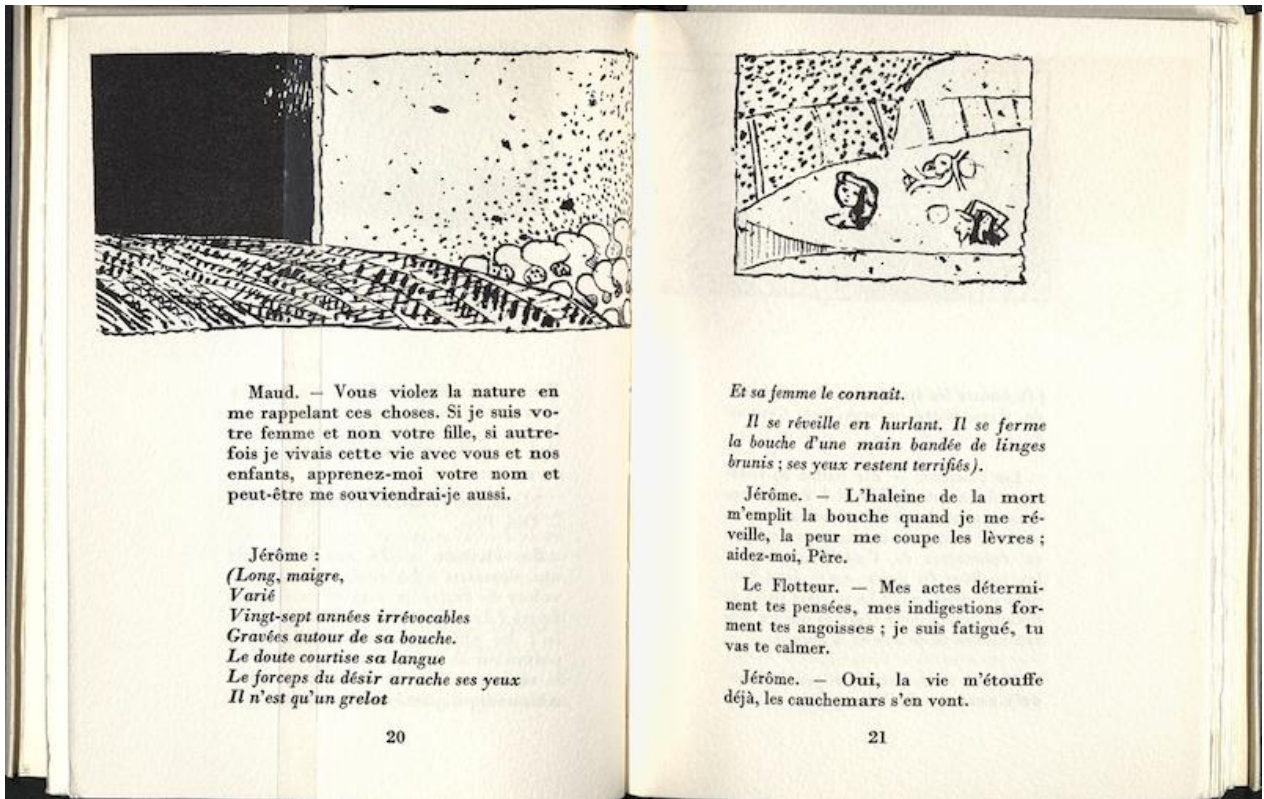 Maud. — Vous violez la nature en
me rappelant ces choses. Si je suis vo-
tre femme et non votre fille, si autre-
fois je vivais cette vie avec vous et nos
enfants, apprenez-moi votre nom et
peut-être me souviendrai-je aussi.
Jérôme :
(Long, maigre,
Varié
Vingt-sept années irrévocables
Gravées autour de sa bouche.
Le doute courtise sa langue
Le forceps du désir arrache ses yeux
Il n'est qu'un grelot
20
Et sa femme le connaît.
Il se réveille en hurlant. Il se ferme
la bouche d'une main bandée de linges
brunis ; ses yeux restent terrifiés).
Jérôme. — L'haleine de la mort
m'emplit la bouche quand je me ré-
veille, la peur me coupe les lèvres ;
aidez-moi, Père.
Le Flotteur. — Mes actes détermi-
nent tes pensées, mes indigestions for-
ment tes angoisses ; je suis fatigué, tu
vas te calmer.
Jérôme. — Oui, la vie m'étouffe
déjà, les cauchemars s'en vont.
21